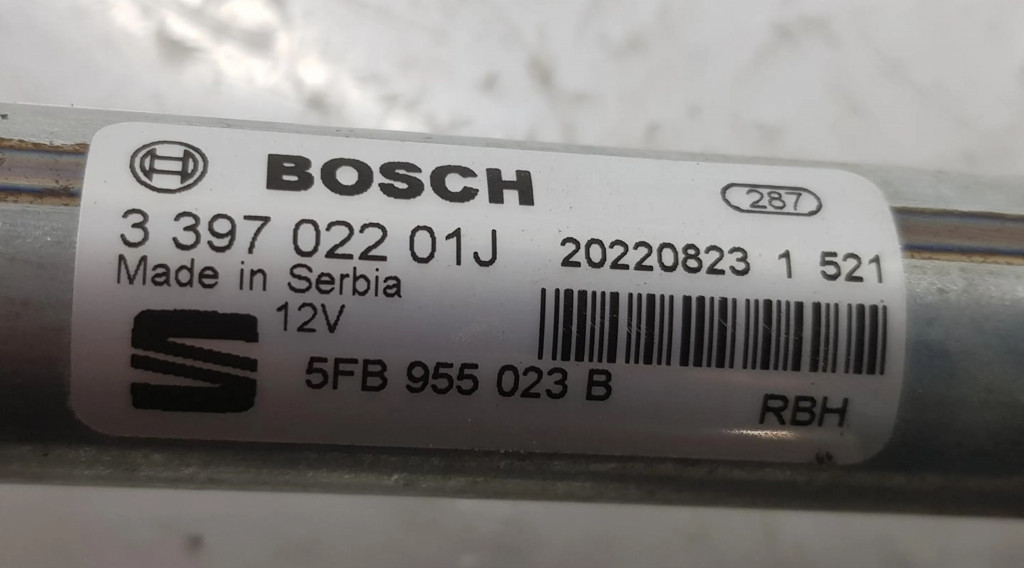 BOSCH
287
3 397 022 01J
20220823 1 521
Made in Serbia
12V
5FB 955 023 B
RBH